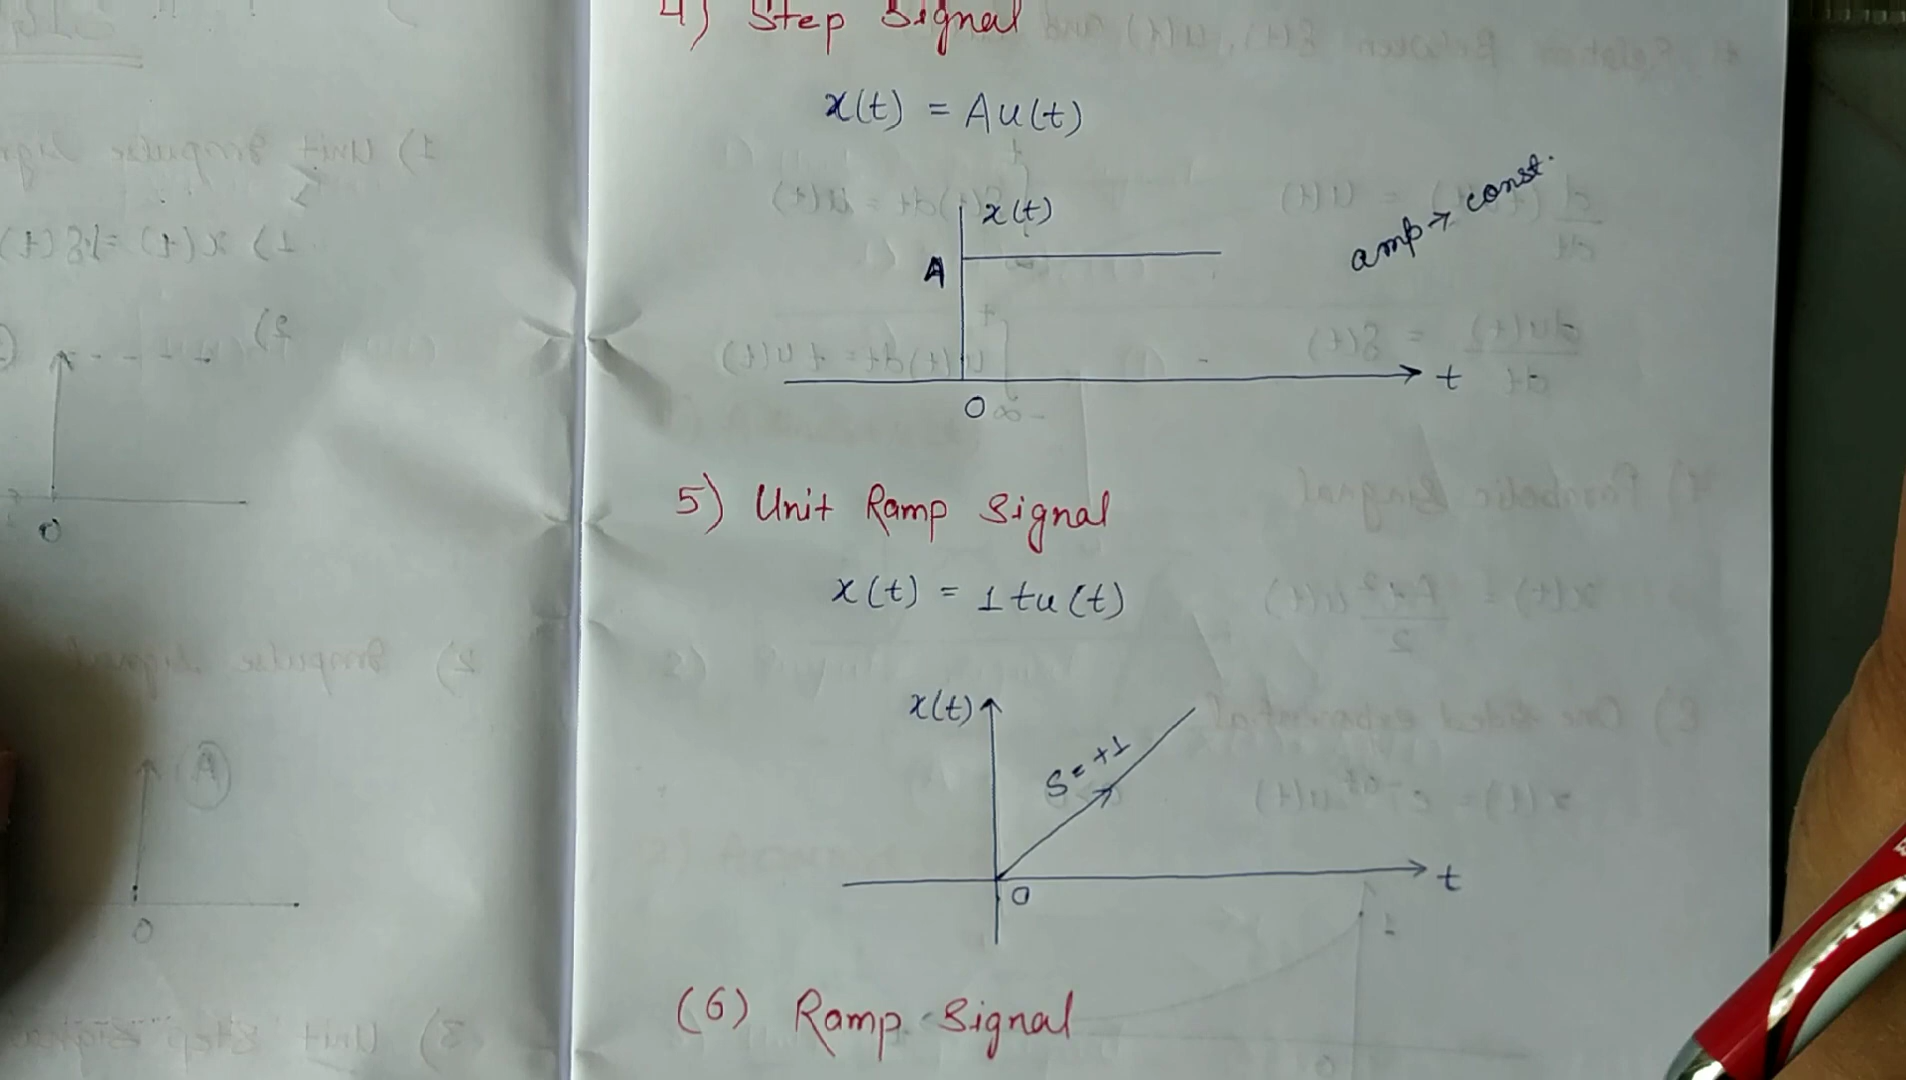 4) Step Signal
x(t) = Au(t)
x(t)
A
amp → const.
t
0
5) Unit Ramp Signal
x(t) = 1tu(t)
x(t)
S=+1
t
0
(6) Ramp Signal